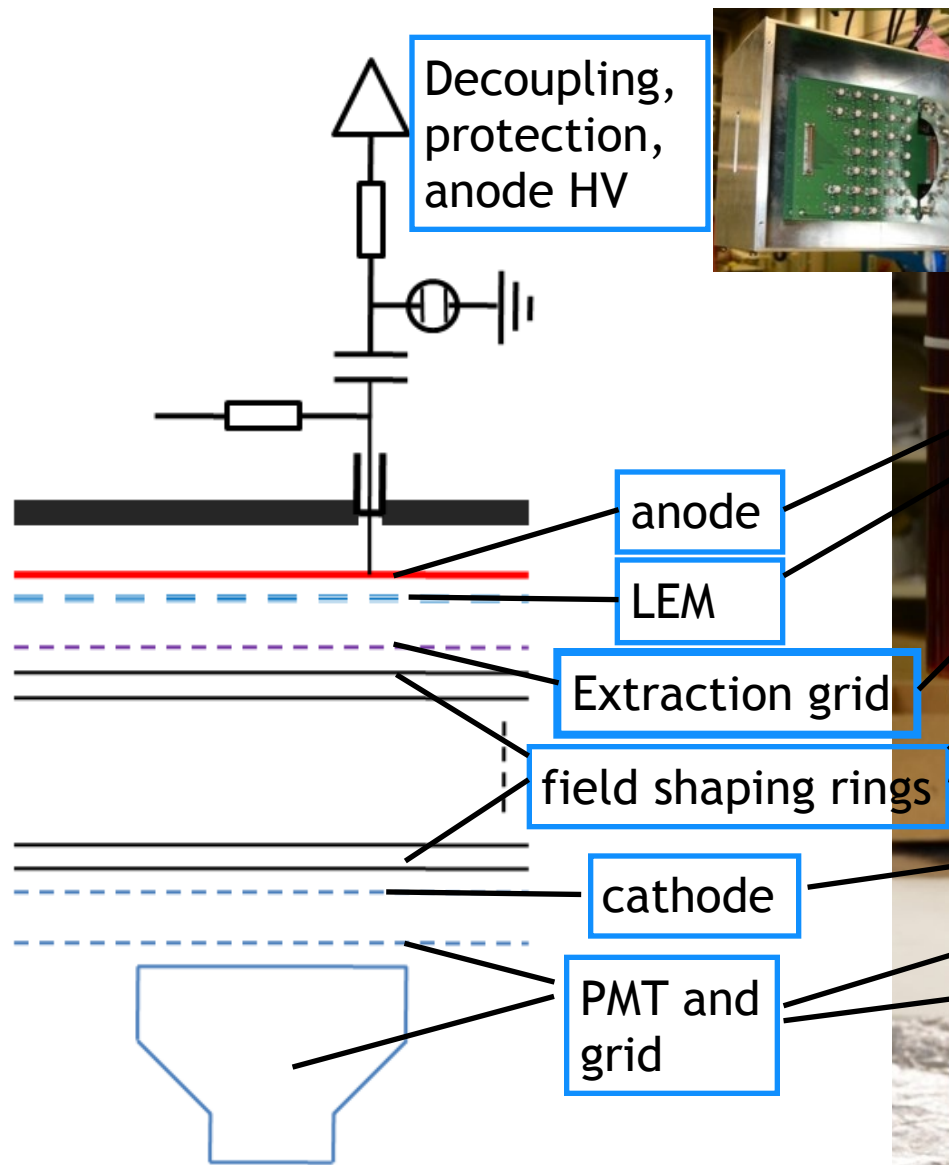 Decoupling,
protection,
anode HV
anode
LEM
Extraction grid
field shaping rings
cathode
PMT and
grid